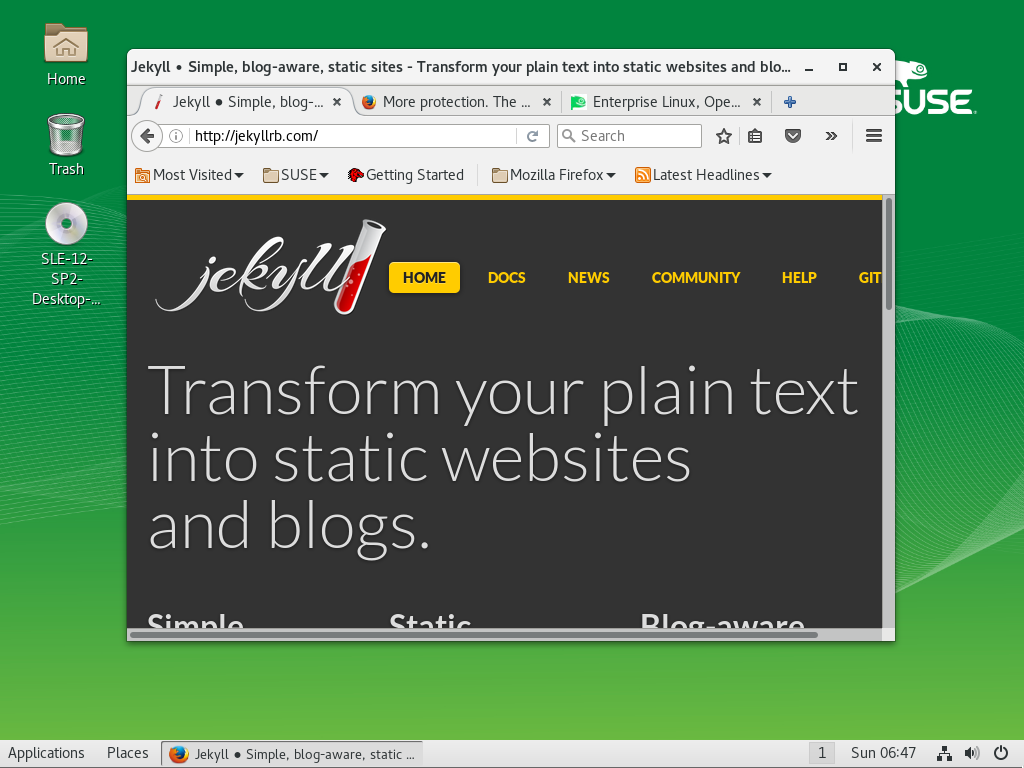 Home
Trash
SLE-12-
SP2-
Desktop-...
SUSE
Jekyll • Simple, blog-aware, static sites - Transform your plain text into static websites and blo...
Jekyll • Simple, blog-...
More protection. The ...
Enterprise Linux, Ope...
http://jekyllrb.com/
Search
Most Visited
SUSE
Getting Started
Mozilla Firefox
Latest Headlines
jekyll
HOME
DOCS
NEWS
COMMUNITY
HELP
GIT
Transform your plain text
into static websites
and blogs.
Simple
Static
Blog-aware
Applications
Places
Jekyll • Simple, blog-aware, static ...
1
Sun 06:47